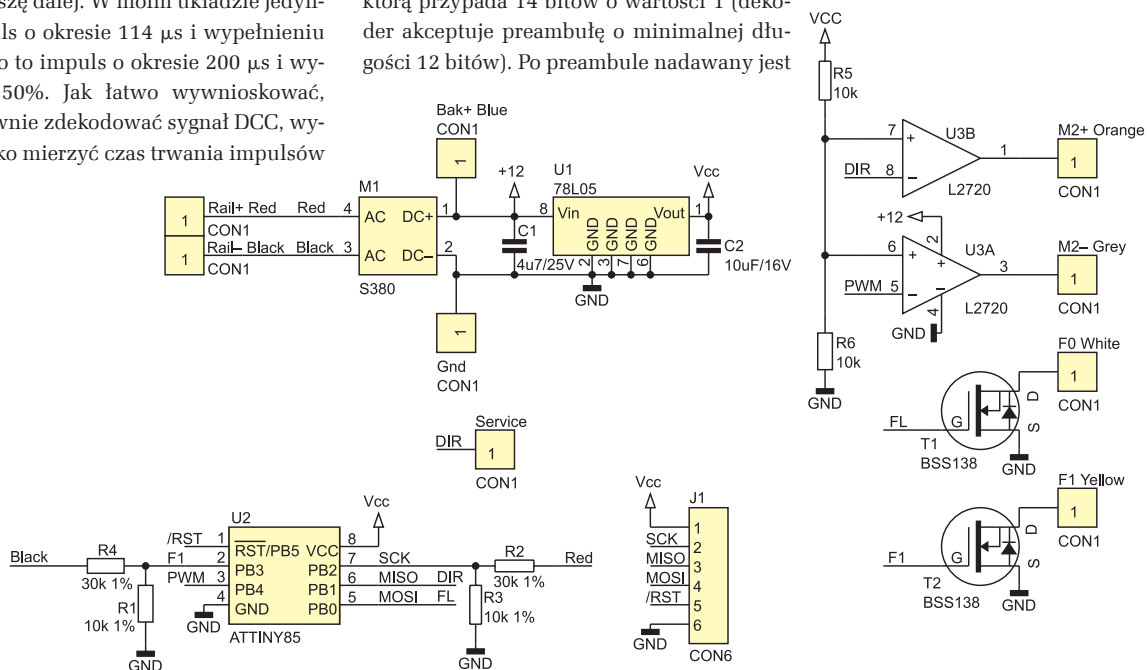 szę dalej). W moim układzie jedyn-
ls o okresie 114 μs i wypełnieniu
o to impuls o okresie 200 μs i wy-
50%. Jak łatwo wywnioskować,
wnie zdekodować sygnał DCC, wy-
ko mierzyć czas trwania impulsów
którą przypada 14 bitów o wartości 1 (deko-
der akceptuje preambułę o minimalnej dłu-
gości 12 bitów). Po preambule nadawany jest
Bak+ Blue
CON1
1
+12
U1
78L05
Vcc
M1
1
Rail+ Red
Red
4
AC
DC+
1
8
Vin
Vout
1
CON1
1
Rail– Black
Black
3
AC
DC–
2
CON1
S380
C1
4u7/25V
GND
GND
GND
GND
2
3
7
6
GND
C2
10uF/16V
1
Gnd
CON1
Service
DIR
1
CON1
VCC
R5
10k
7
+
U3B
1
M2+ Orange
1
CON1
DIR
8
–
L2720
+12
2
6
+
+
U3A
3
M2– Grey
1
CON1
PWM
5
–
–
4
L2720
GND
R6
10k
GND
F0 White
1
CON1
FL
G
D
S
T1
BSS138
GND
F1 Yellow
1
CON1
F1
G
D
S
T2
BSS138
GND
Vcc
U2
/RST
1
RST/PB5
VCC
8
Black
R4
30k 1%
F1
2
PB3
PB2
7
SCK
R2
30k 1%
Red
PWM
3
PB4
PB1
6
MISO
DIR
4
GND
PB0
5
MOSI
FL
R1
10k 1%
GND
ATTINY85
R3
10k 1%
GND
GND
Vcc
J1
1
SCK
2
MISO
3
MOSI
4
/RST
5
6
GND
CON6